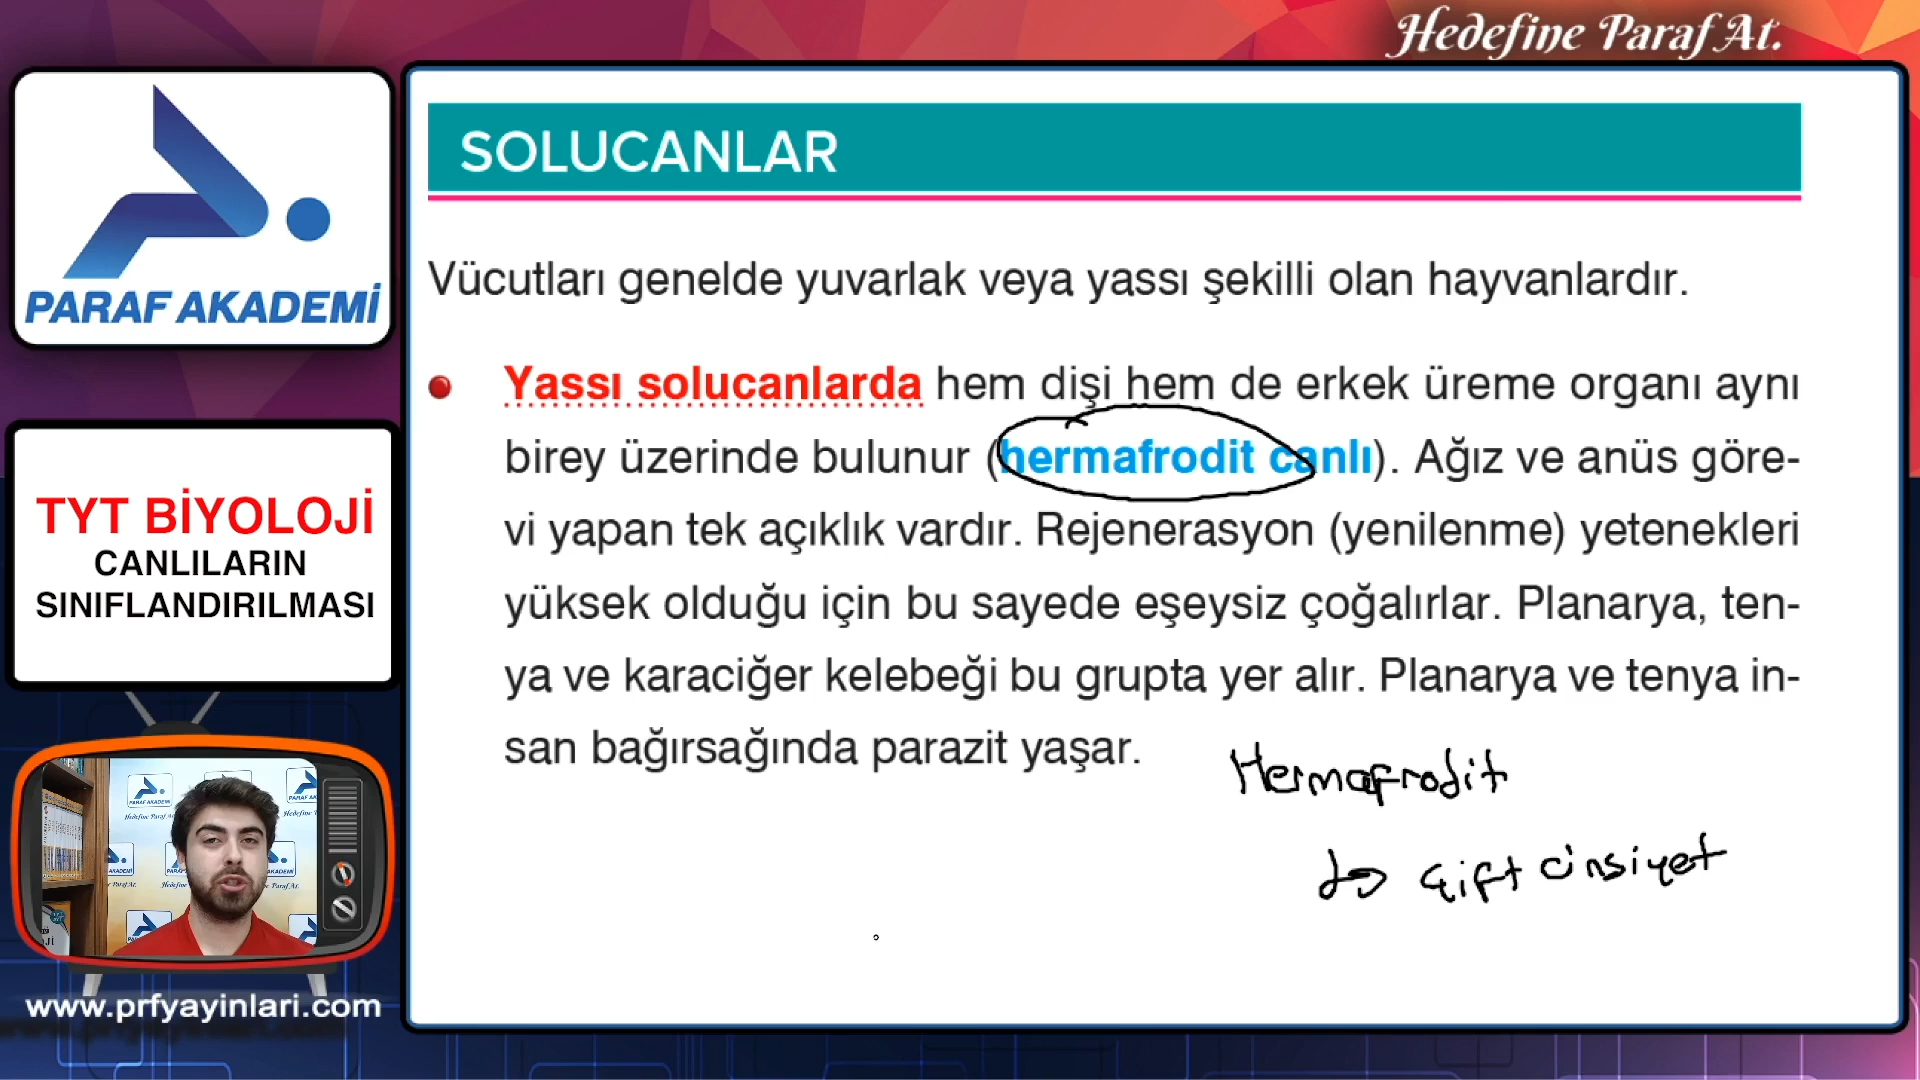 Hedefine Paraf At.
PARAF AKADEMİ
TYT BİYOLOJİ
CANLILARIN
SINIFLANDIRILMASI
www.prfyayinlari.com
SOLUCANLAR
Vücutları genelde yuvarlak veya yassı şekilli olan hayvanlardır.
Yassı solucanlarda hem dişi hem de erkek üreme organı aynı
birey üzerinde bulunur (hermafrodit canlı). Ağız ve anüs göre-
vi yapan tek açıklık vardır. Rejenerasyon (yenilenme) yetenekleri
yüksek olduğu için bu sayede eşeysiz çoğalırlar. Planarya, ten-
ya ve karaciğer kelebeği bu grupta yer alır. Planarya ve tenya in-
san bağırsağında parazit yaşar.
Hermafrodit
çift cinsiyet